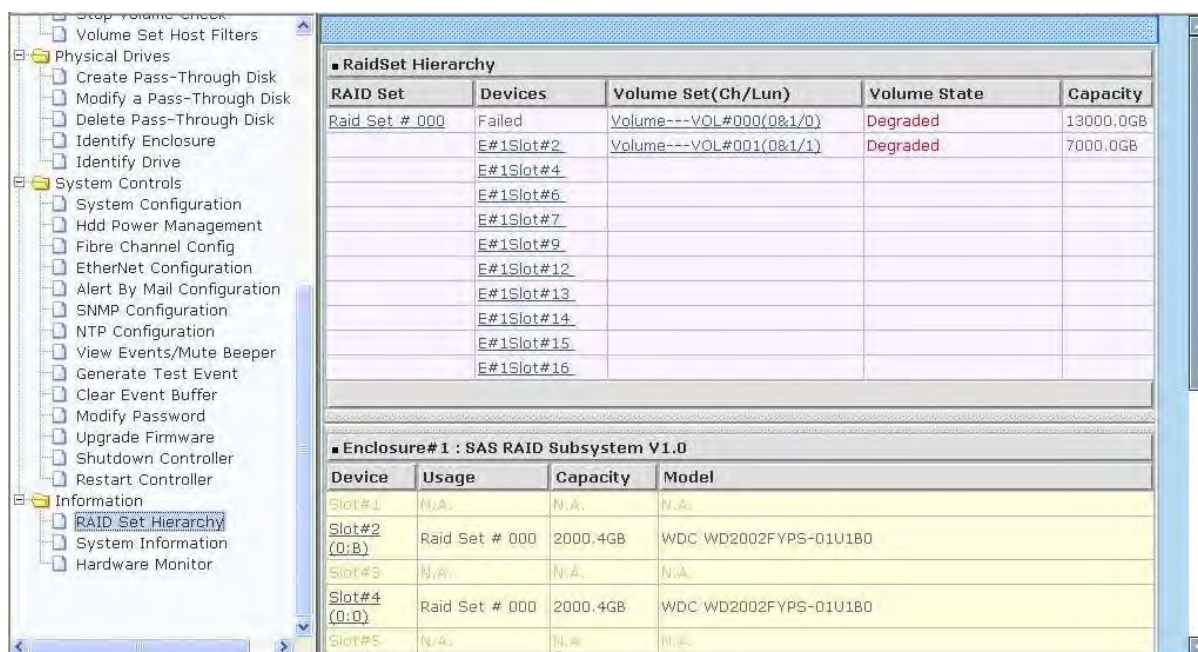 Stop Volume Check
Volume Set Host Filters
Physical Drives
Create Pass-Through Disk
Modify a Pass-Through Disk
Delete Pass-Through Disk
Identify Enclosure
Identify Drive
System Controls
System Configuration
Hdd Power Management
Fibre Channel Config
EtherNet Configuration
Alert By Mail Configuration
SNMP Configuration
NTP Configuration
View Events/Mute Beeper
Generate Test Event
Clear Event Buffer
Modify Password
Upgrade Firmware
Shutdown Controller
Restart Controller
Information
RAID Set Hierarchy
System Information
Hardware Monitor
RaidSet Hierarchy
RAID Set Devices Volume Set(Ch/Lun) Volume State Capacity
Raid Set # 000 Failed Volume---VOL#000(0&1/0) Degraded 13000.0GB
E#1Slot#2 Volume---VOL#001(0&1/1) Degraded 7000.0GB
E#1Slot#4
E#1Slot#6
E#1Slot#7
E#1Slot#9
E#1Slot#12
E#1Slot#13
E#1Slot#14
E#1Slot#15
E#1Slot#16
Enclosure#1 : SAS RAID Subsystem V1.0
Device Usage Capacity Model
Slot#1 N.A. N.A. N.A.
Slot#2
(0:B) Raid Set # 000 2000.4GB WDC WD2002FYPS-01U1B0
Slot#3 N.A. N.A. N.A.
Slot#4
(0:0) Raid Set # 000 2000.4GB WDC WD2002FYPS-01U1B0
Slot#5 N.A. N.A. N.A.